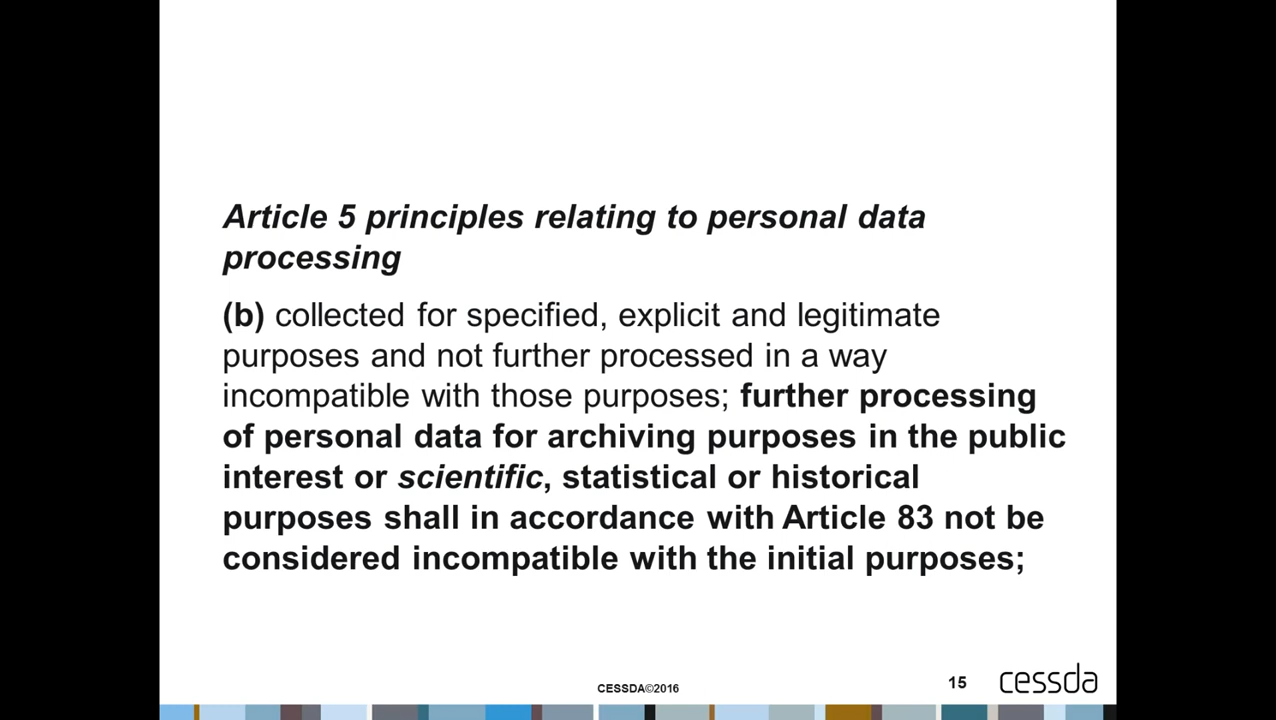 Article 5 principles relating to personal data
processing
(b) collected for specified, explicit and legitimate
purposes and not further processed in a way
incompatible with those purposes; further processing
of personal data for archiving purposes in the public
interest or scientific, statistical or historical
purposes shall in accordance with Article 83 not be
considered incompatible with the initial purposes;
CESSDA©2016
15
cessda